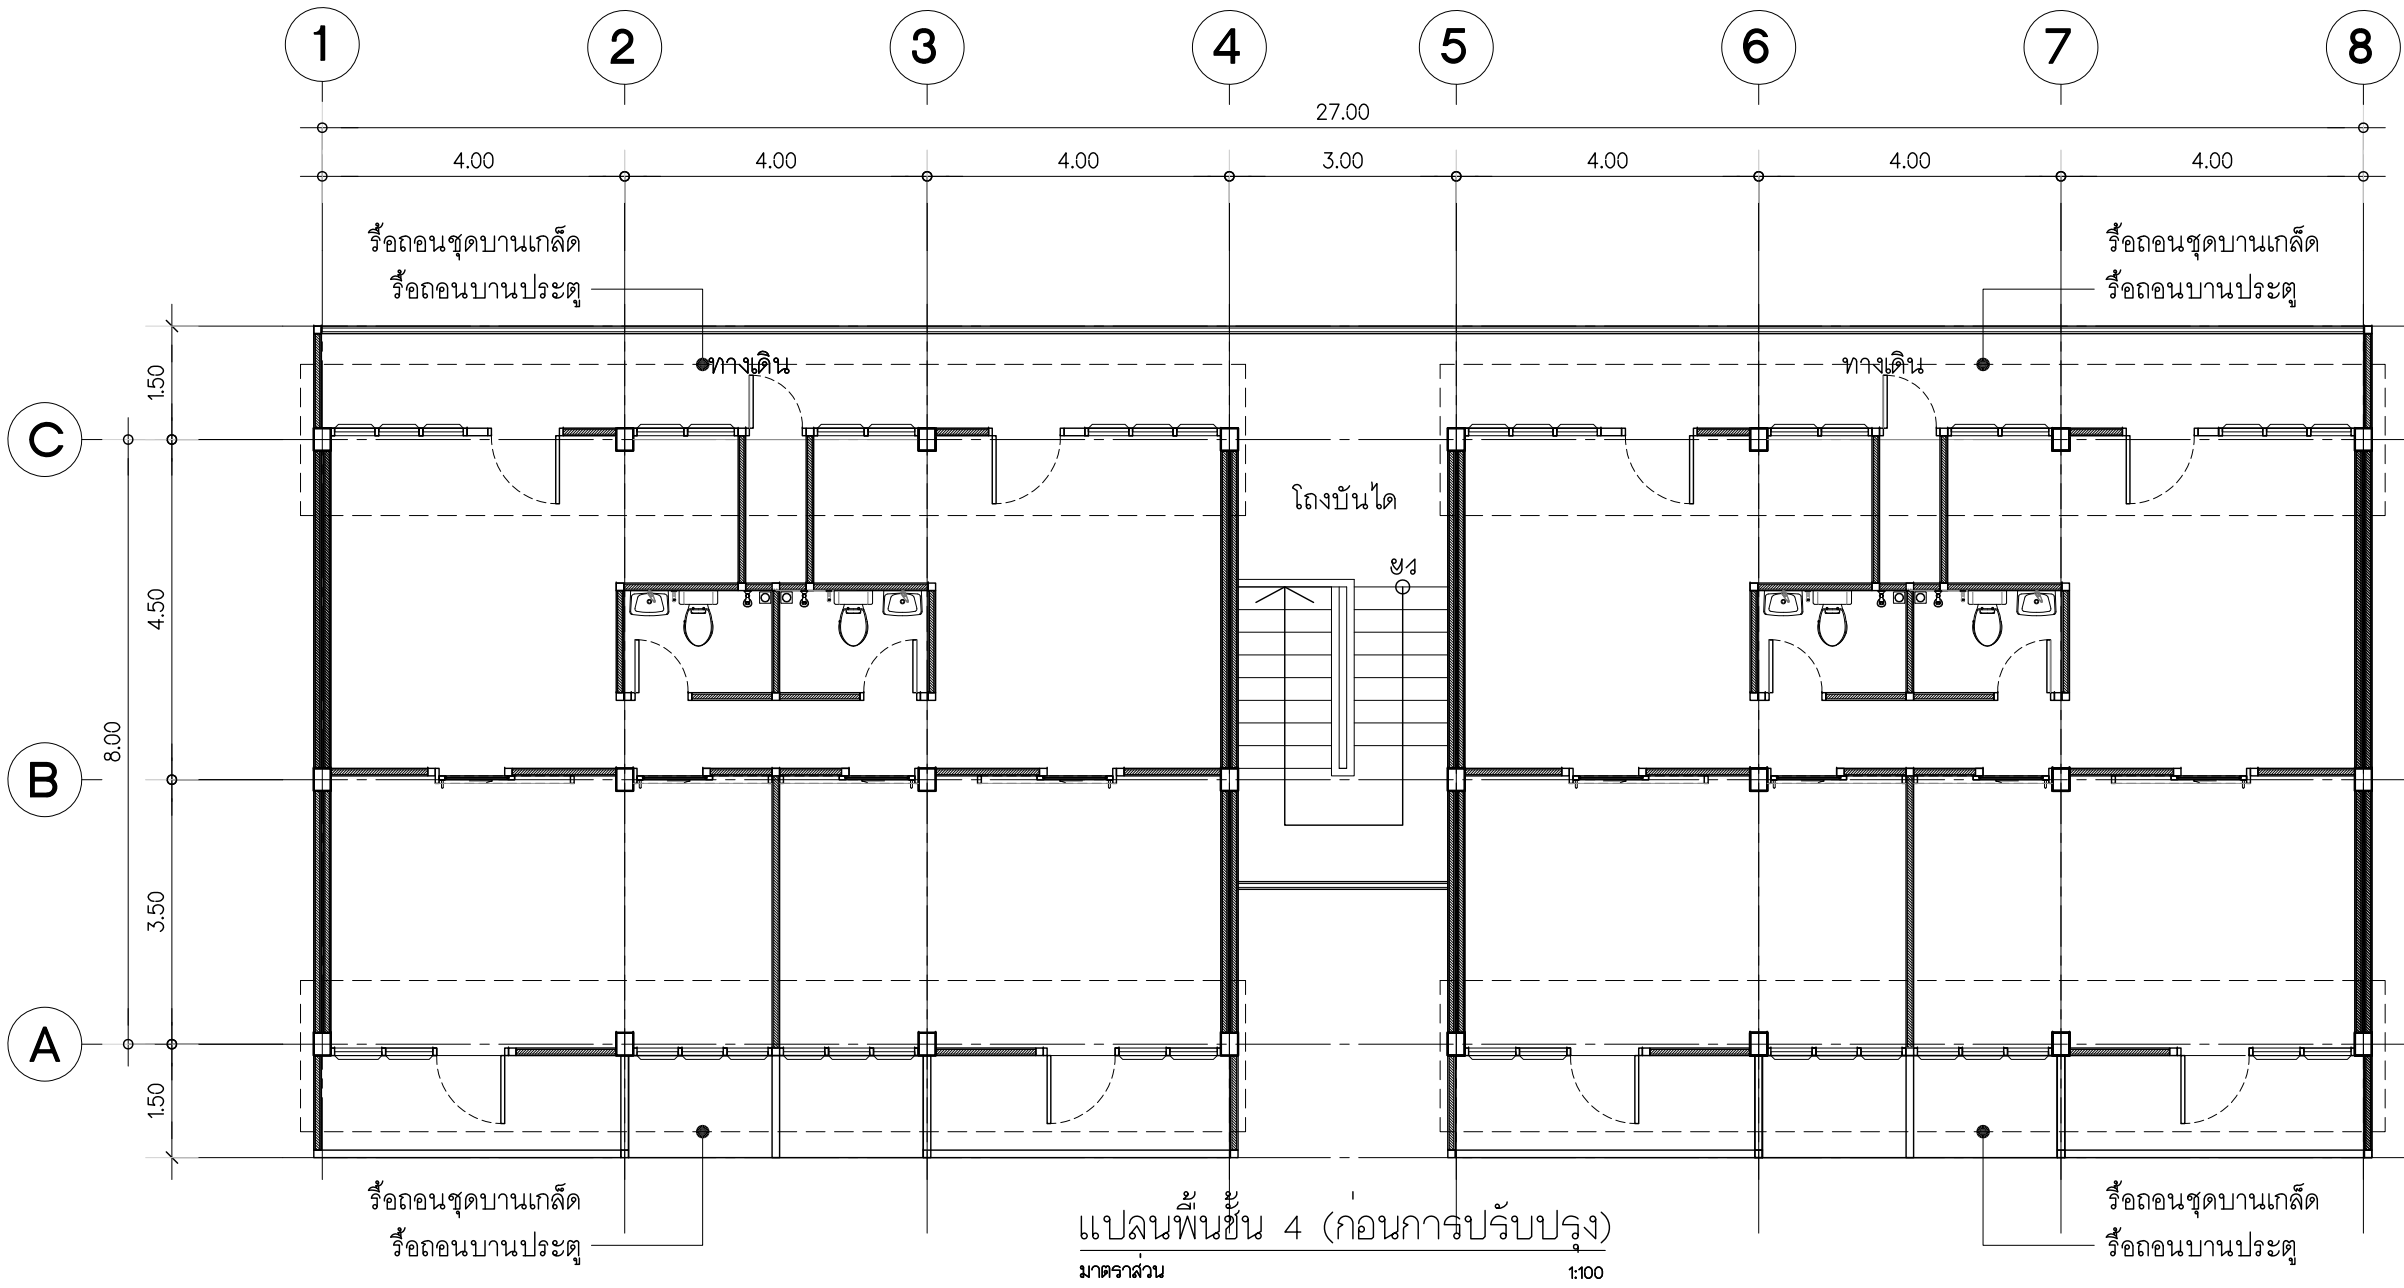 1 2 3 4 5 6 7 8
27.00
4.00 4.00 4.00 3.00 4.00 4.00 4.00
รื้อถอนชุดบานเกล็ด
รื้อถอนบานประตู
รื้อถอนชุดบานเกล็ด
รื้อถอนบานประตู
ทางเดิน
ทางเดิน
1.50
C
โถงบันได
ขึ้น
4.50
8.00
B
3.50
A
1.50
รื้อถอนชุดบานเกล็ด
รื้อถอนบานประตู
รื้อถอนชุดบานเกล็ด
รื้อถอนบานประตู
แปลนพื้นชั้น 4 (ก่อนการปรับปรุง)
มาตราส่วน 1:100